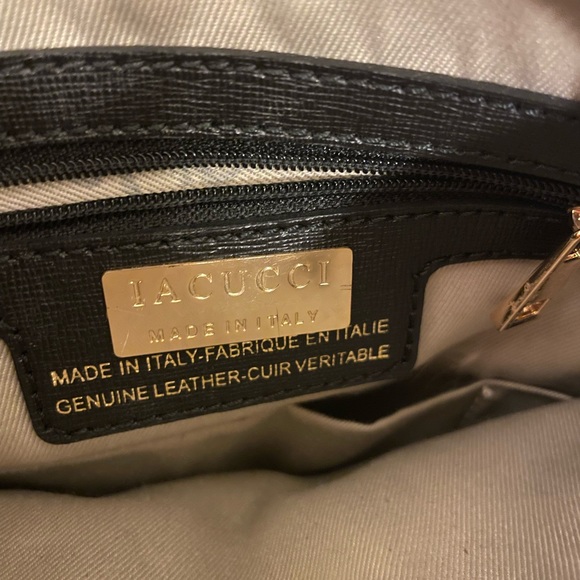 IACUCCI
MADE IN ITALY
MADE IN ITALY-FABRIQUE EN ITALIE
GENUINE LEATHER-CUIR VERITABLE